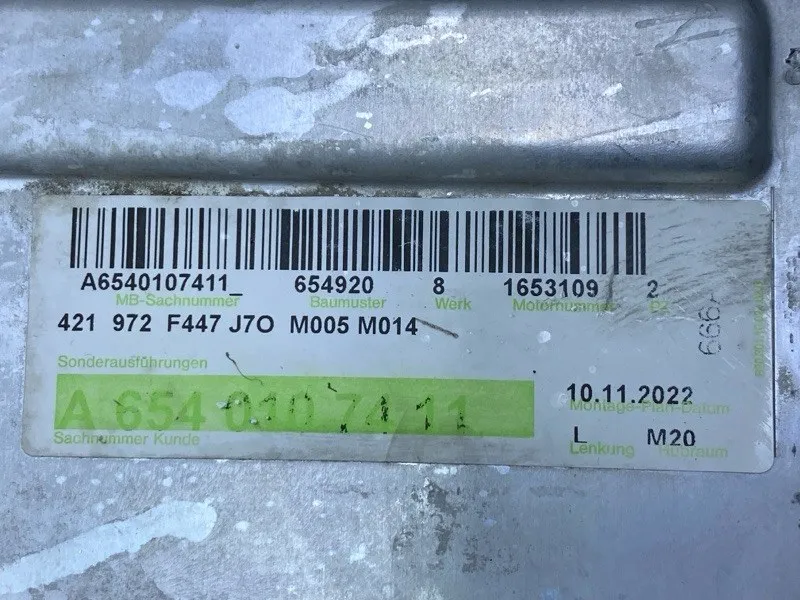 A6540107411_ 654920 8 1653109 2
MB-Sachnummer Baumuster Werk Motornummer
421 972 F447 J7O M005 M014
Sonderausführungen
A 654 010 74 11
10.11.2022
Montage-Plan-Datum
Sachnummer Kunde
L M20
Lenkung Hubraum